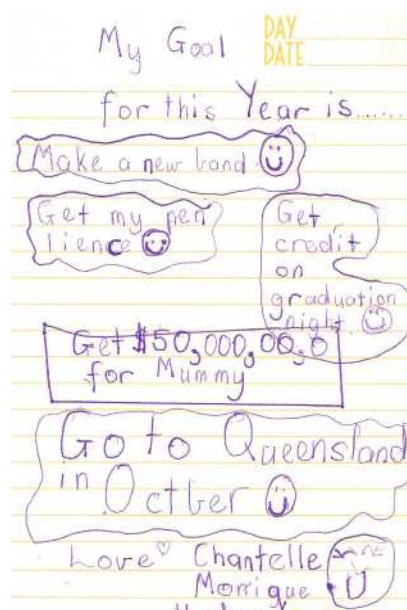 My Goal DAY
DATE
for this Year is......
Make a new band
Get my pen
lience
Get
credit
on
graduation
night.
Get $50,000,00,0
for Mummy
Go to Queensland
in Octber
Love Chantelle
Monique